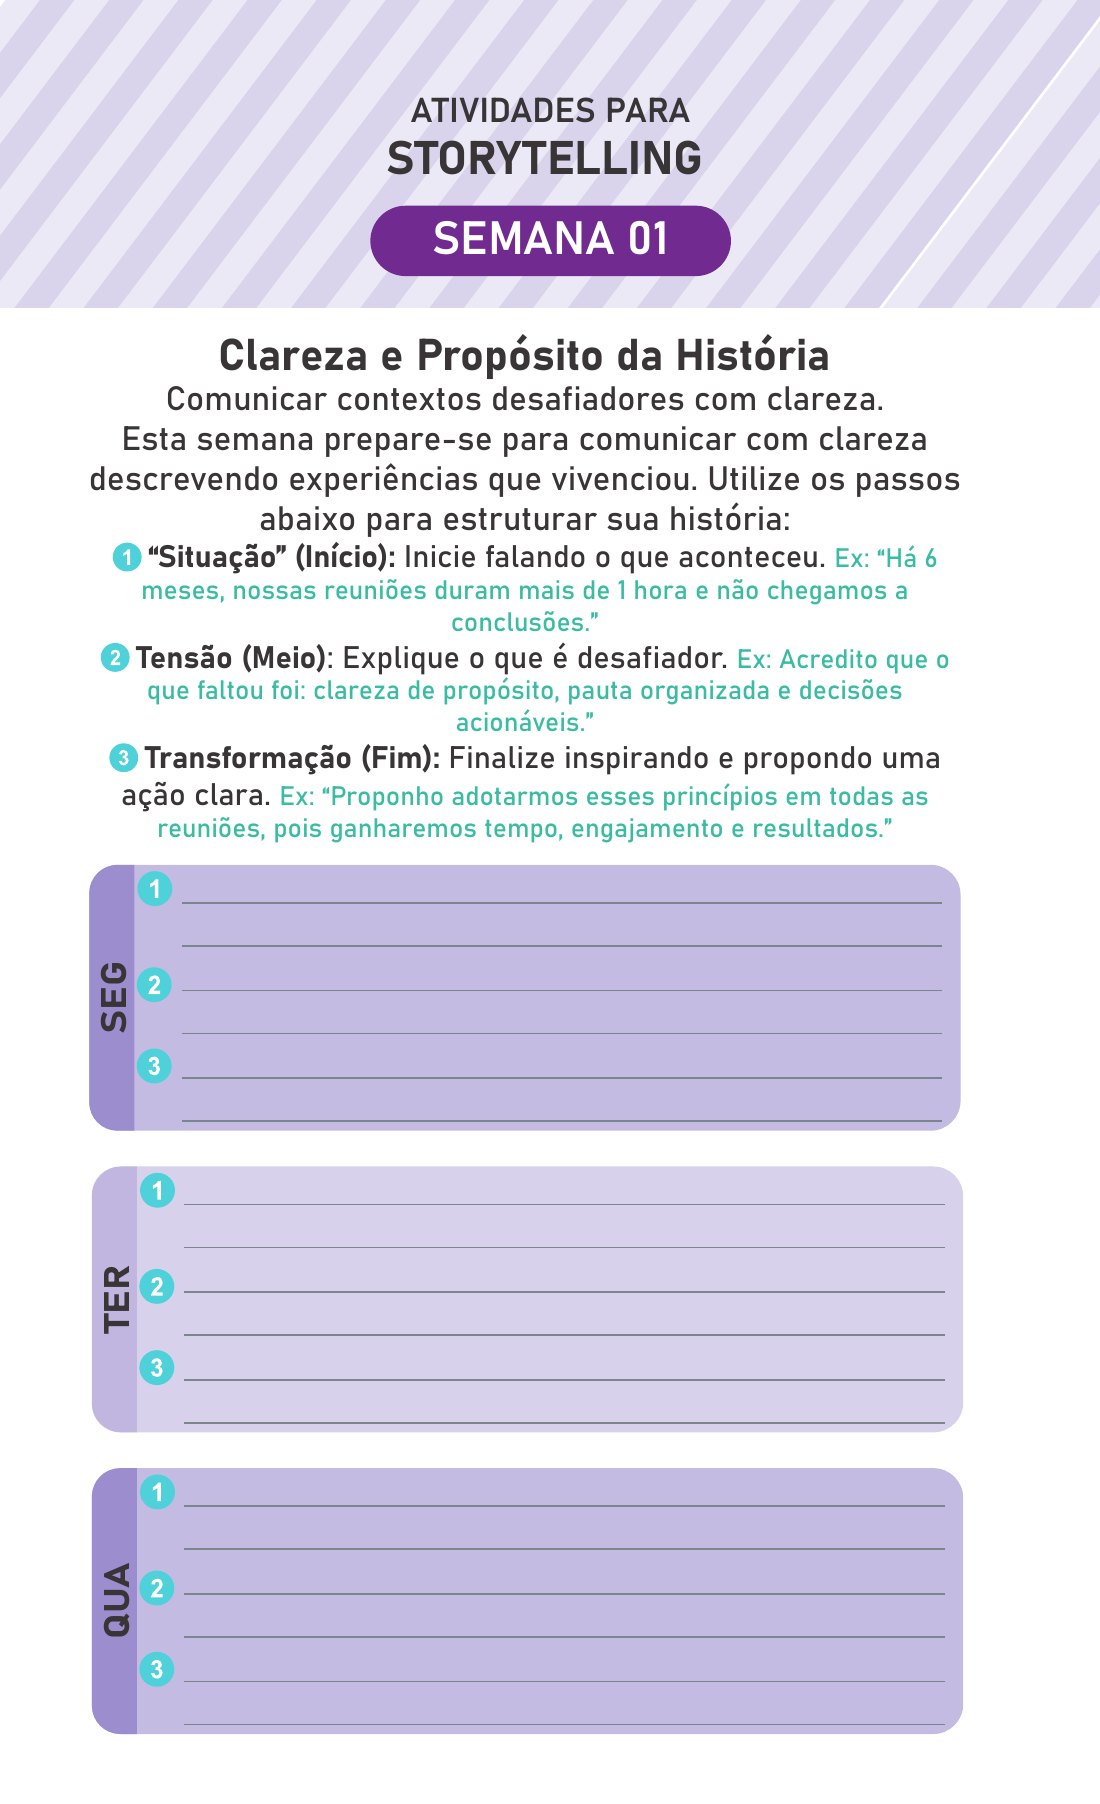 ATIVIDADES PARA
STORYTELLING
SEMANA 01
Clareza e Propósito da História
Comunicar contextos desafiadores com clareza.
Esta semana prepare-se para comunicar com clareza
descrevendo experiências que vivenciou. Utilize os passos
abaixo para estruturar sua história:
1 “Situação” (Início): Inicie falando o que aconteceu. Ex: “Há 6
meses, nossas reuniões duram mais de 1 hora e não chegamos a
conclusões.”
2 Tensão (Meio): Explique o que é desafiador. Ex: Acredito que o
que faltou foi: clareza de propósito, pauta organizada e decisões
acionáveis.”
3 Transformação (Fim): Finalize inspirando e propondo uma
ação clara. Ex: “Proponho adotarmos esses princípios em todas as
reuniões, pois ganharemos tempo, engajamento e resultados.”
SEG
1
2
3
TER
1
2
3
QUA
1
2
3